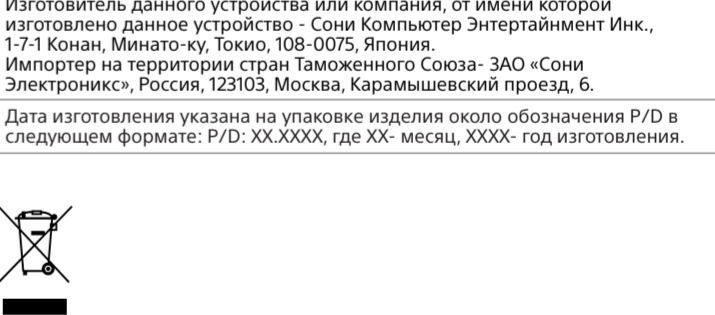 Изготовитель данного устройства или компания, от имени которой
изготовлено данное устройство - Сони Компьютер Энтертайнмент Инк.,
1-7-1 Конан, Минато-ку, Токио, 108-0075, Япония.
Импортер на территории стран Таможенного Союза- ЗАО «Сони
Электроникс», Россия, 123103, Москва, Карамышевский проезд, 6.
Дата изготовления указана на упаковке изделия около обозначения P/D в
следующем формате: P/D: XX.XXXX, где XX- месяц, XXXX- год изготовления.